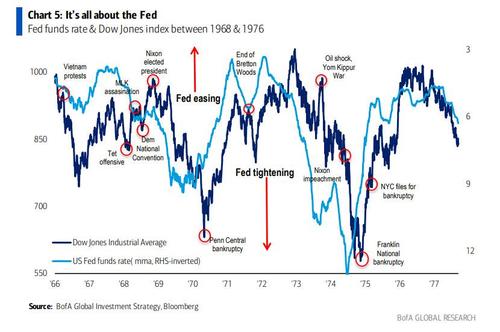 Chart 5: It's all about the Fed
Fed funds rate & Dow Jones index between 1968 & 1976
1000
850
700
550
3
6
9
12
Vietnam
protests
MLK
assasination
Nixon
elected
president
Fed easing
End of
Bretton
Woods
Oil shock,
Yom Kippur
War
Tet
offensive
Dem
National
Convention
Fed tightening
Nixon
impeachment
NYC files for
bankruptcy
Penn Central
bankruptcy
Franklin
National
bankruptcy
Dow Jones Industrial Average
US Fed funds rate( mma, RHS-inverted)
'66 '67 '68 '69 '70 '71 '72 '73 '74 '75 '76 '77
Source: BofA Global Investment Strategy, Bloomberg
BofA GLOBAL RESEARCH